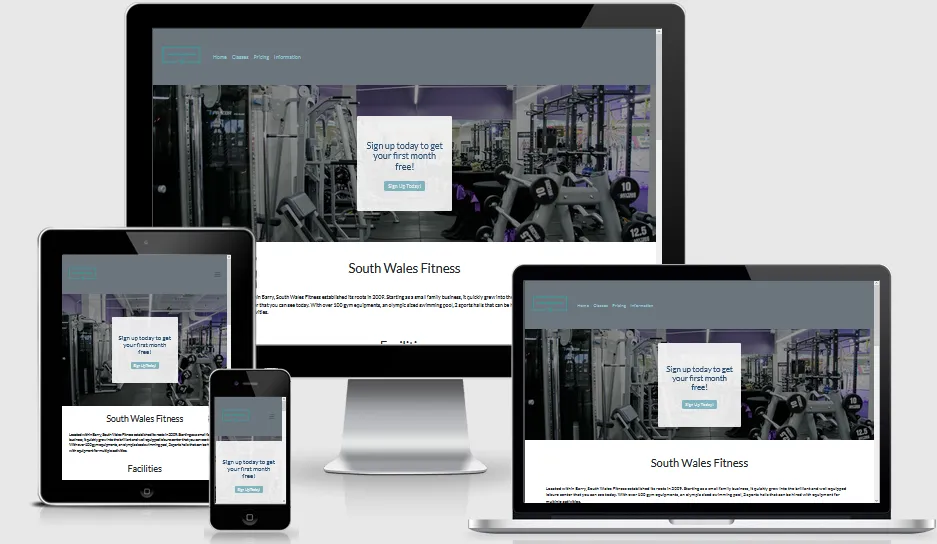 Home Classes Pricing Information
Sign up today to get
your first month
free!
Sign Up Today!
10
10
12.5
South Wales Fitness
in Barry, South Wales Fitness established its roots in 2009. Starting as a small family business, it quickly grew into the
that you can see today. With over 100 gym equipments, an olympic sized swimming pool, 2 sports halls that can be
Sign up today to get
your first month
free!
Sign Up Today!
South Wales Fitness
Located within Barry, South Wales Fitness established its roots in 2009. Starting as a small
business, it quickly grew into the brilliant and well equipped leisure center that you can see
With over 100 gym equipments, an olympic sized swimming pool, 2 sports halls that can be
with equipment for multiple activities.
Facilities
Sign up today to get
your first month
free!
Sign Up Today!
Home Classes Pricing Information
Sign up today to get
your first month
free!
Sign Up Today!
10
12.5
South Wales Fitness
Located within Barry, South Wales Fitness established its roots in 2009. Starting as a small family business, it quickly grew into the brilliant and well equipped
leisure center that you can see today. With over 100 gym equipments, an olympic sized swimming pool, 2 sports halls that can be hired with equipment for
multiple activities.